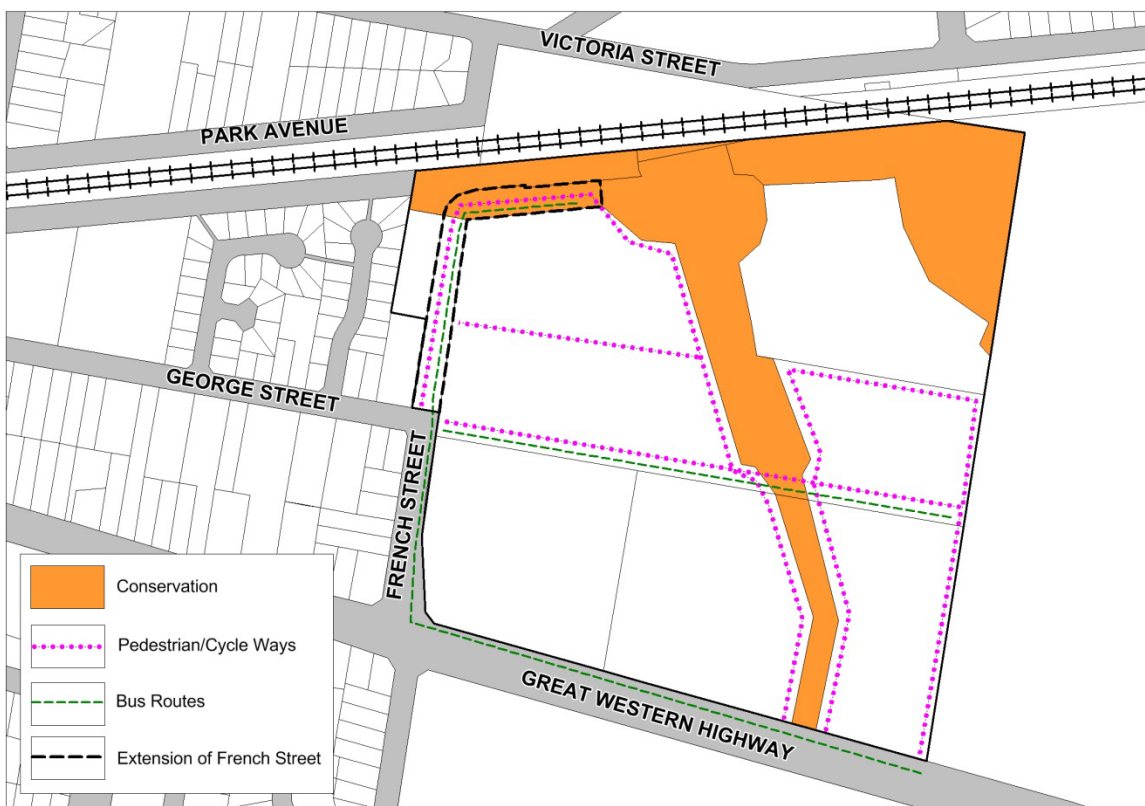 VICTORIA STREET
PARK AVENUE
GEORGE STREET
FRENCH STREET
GREAT WESTERN HIGHWAY
Conservation
Pedestrian/Cycle Ways
Bus Routes
Extension of French Street